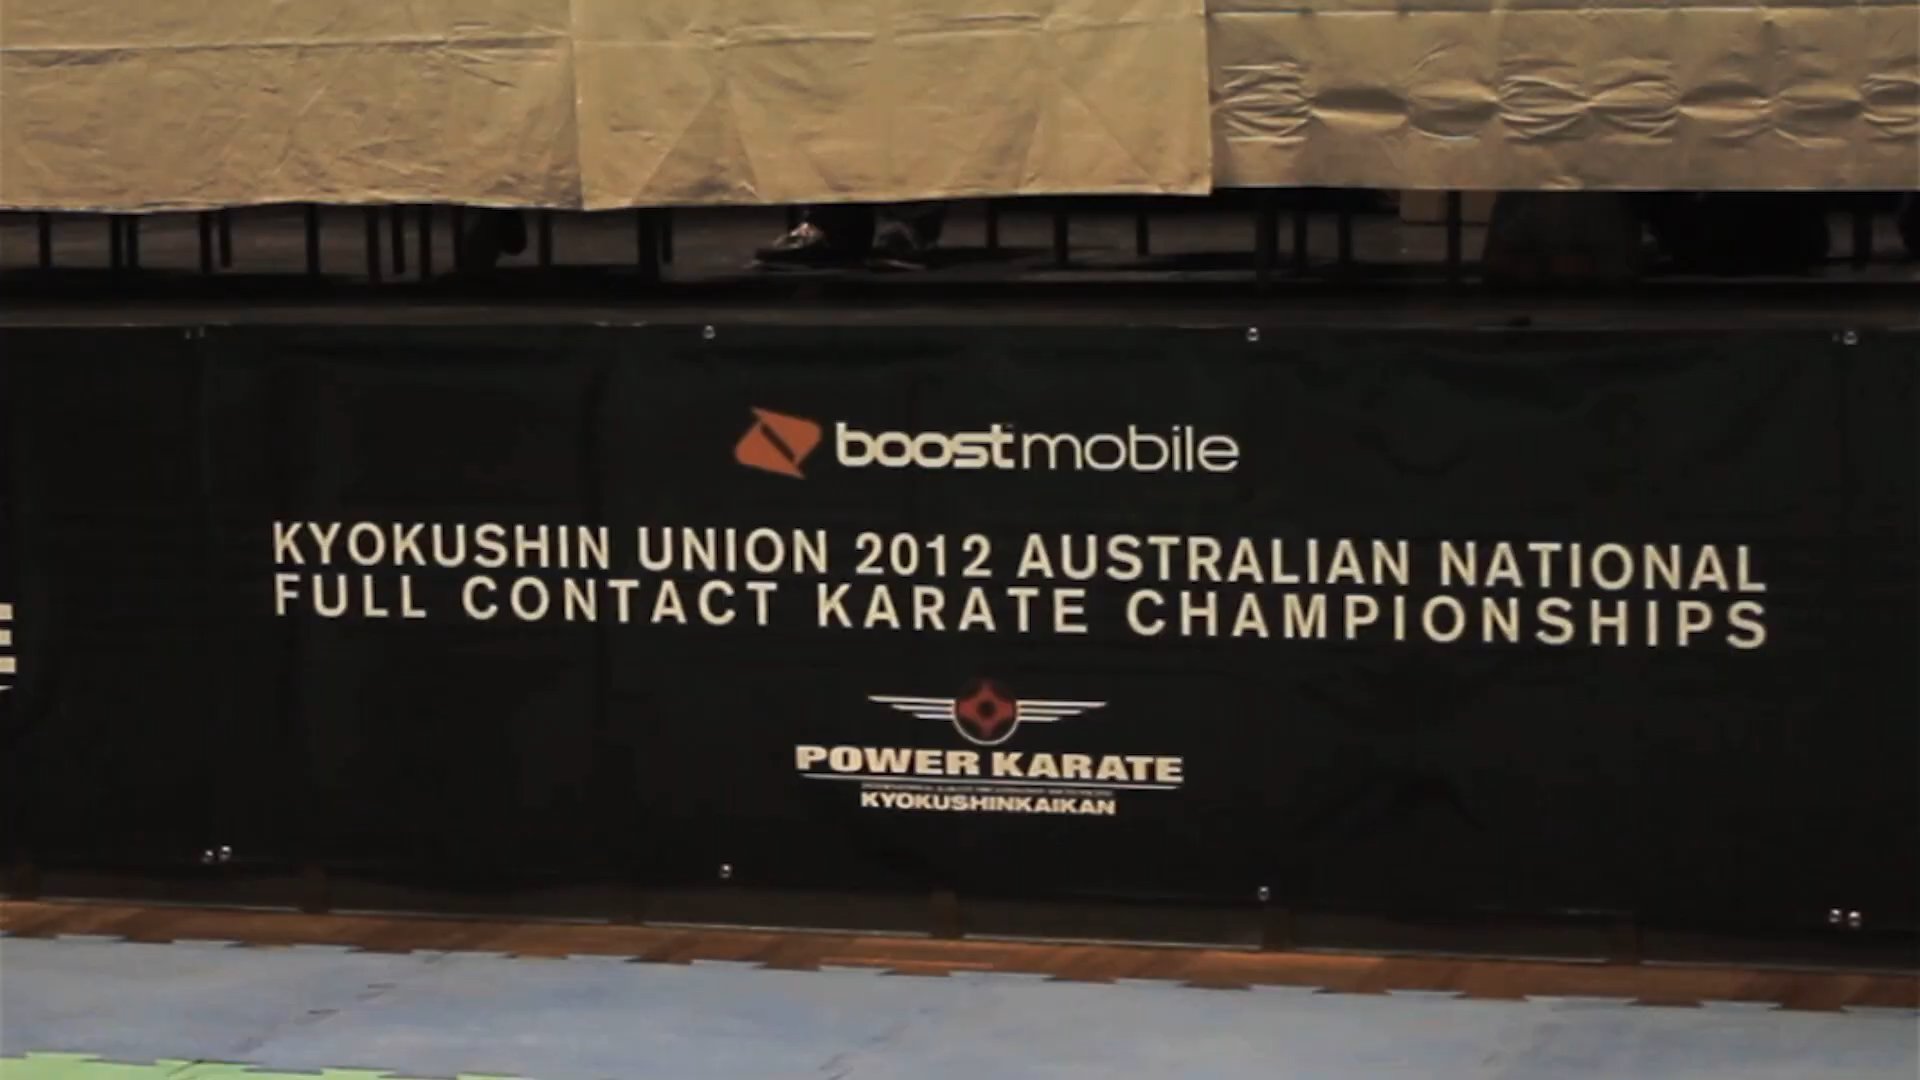 boostmobile
KYOKUSHIN UNION 2012 AUSTRALIAN NATIONAL
FULL CONTACT KARATE CHAMPIONSHIPS
POWER KARATE
KYOKUSHINKAIKAN